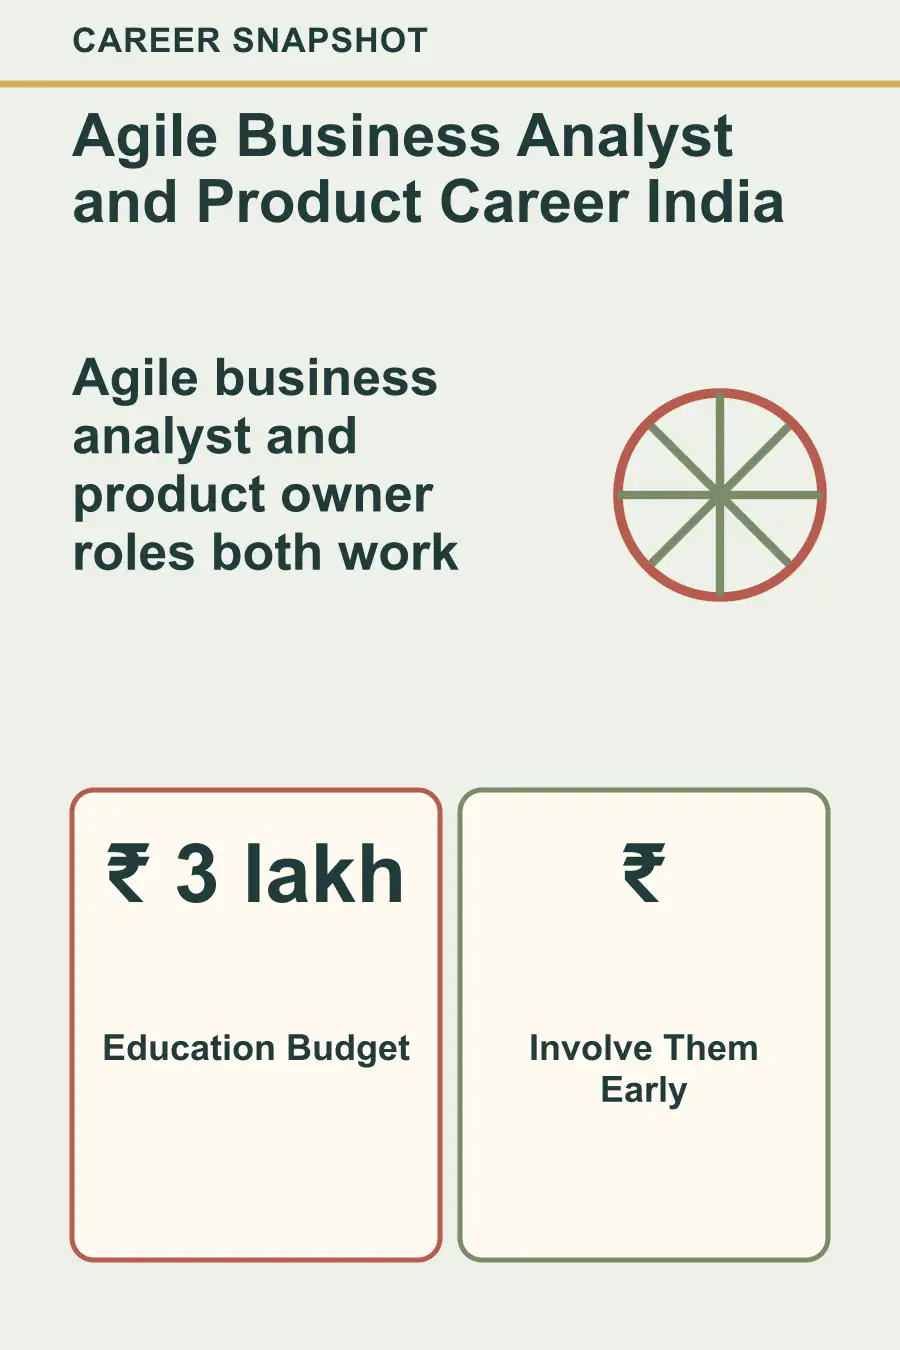 CAREER SNAPSHOT
Agile Business Analyst
and Product Career India
Agile business
analyst and
product owner
roles both work
₹ 3 lakh
Education Budget
₹
Involve Them
Early